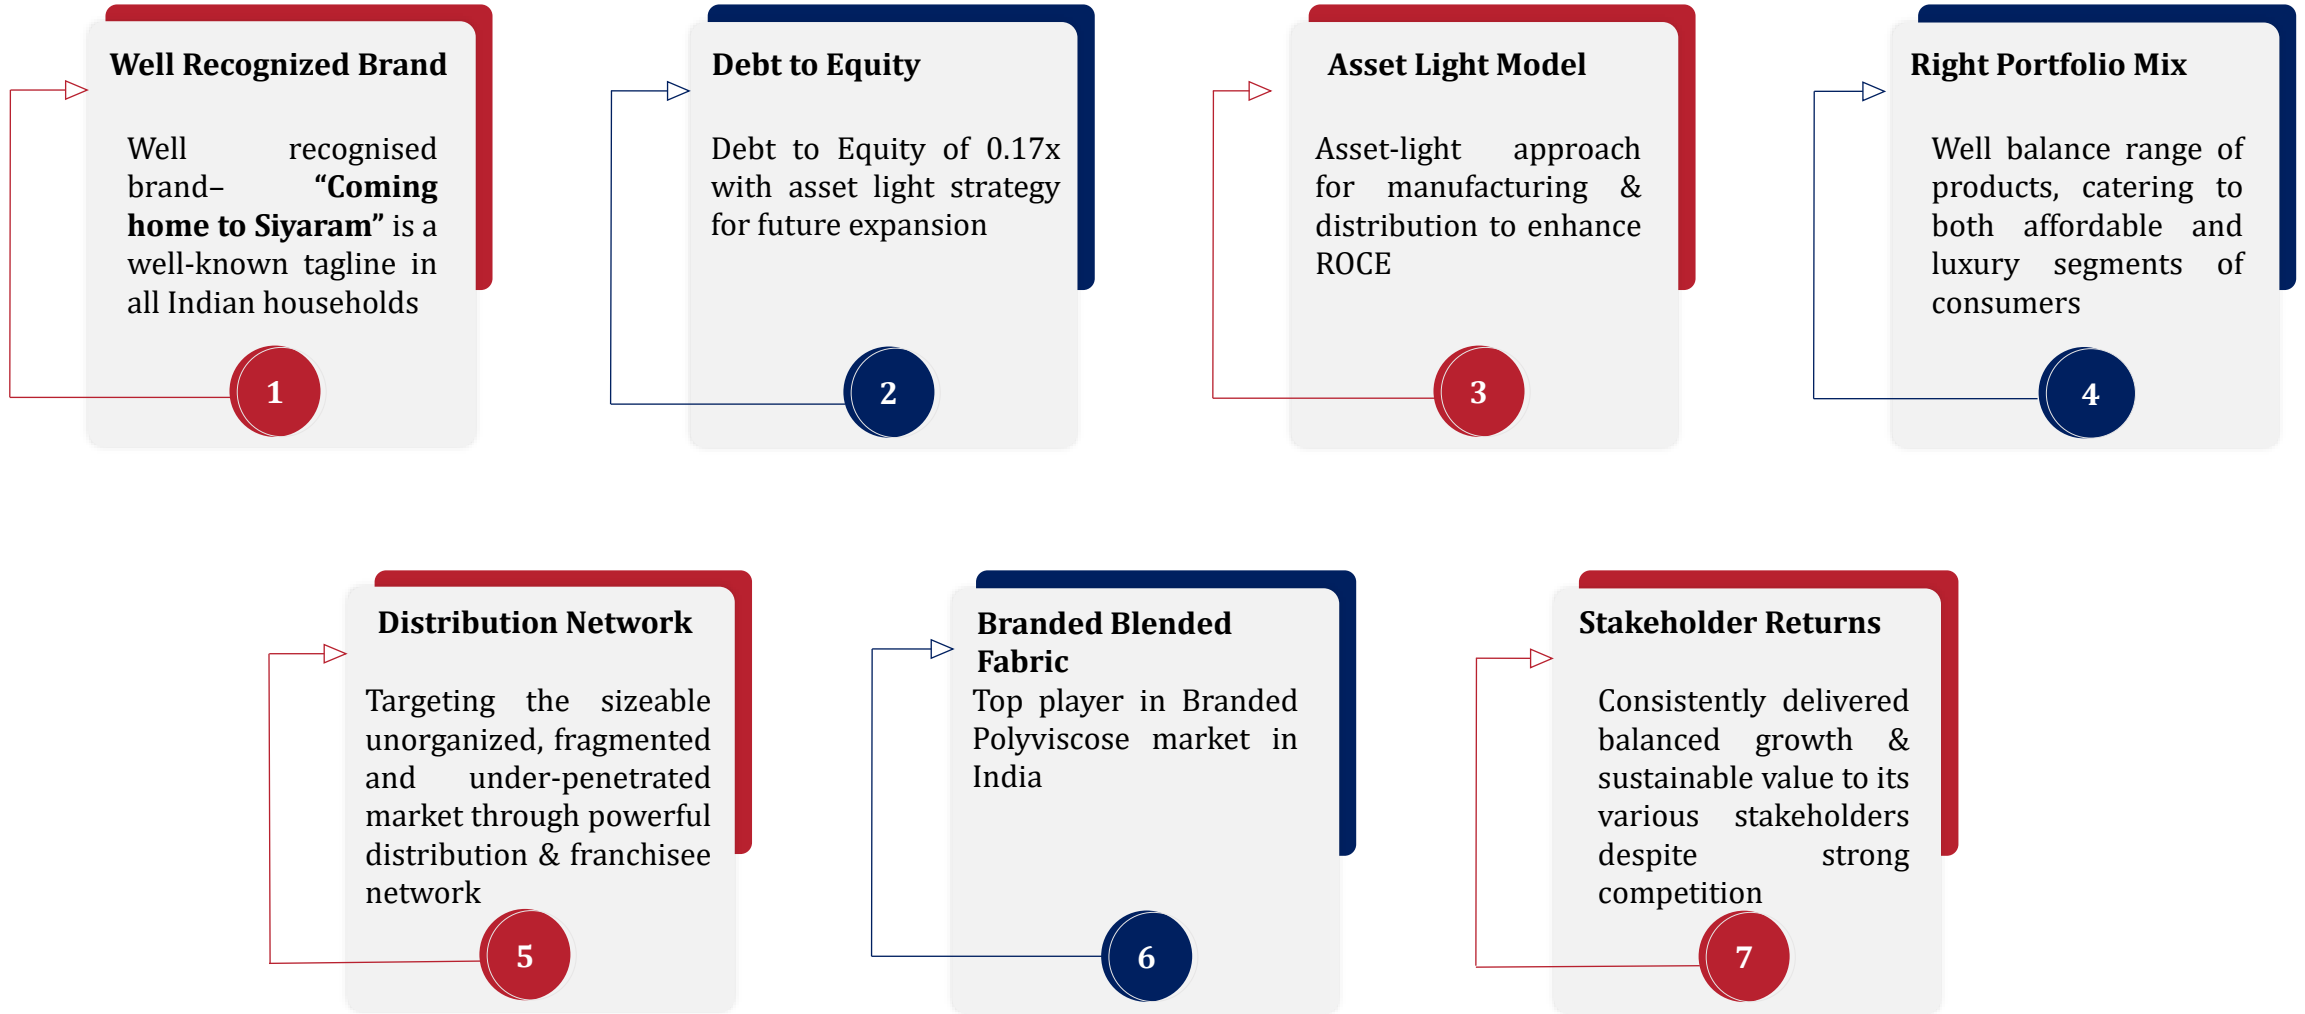 Well Recognized Brand
Well recognised
brand– “Coming
home to Siyaram” is a
well-known tagline in
all Indian households
1
Debt to Equity
Debt to Equity of 0.17x
with asset light strategy
for future expansion
2
Asset Light Model
Asset-light approach
for manufacturing &
distribution to enhance
ROCE
3
Right Portfolio Mix
Well balance range of
products, catering to
both affordable and
luxury segments of
consumers
4
Distribution Network
Targeting the sizeable
unorganized, fragmented
and under-penetrated
market through powerful
distribution & franchisee
network
5
Branded Blended
Fabric
Top player in Branded
Polyviscose market in
India
6
Stakeholder Returns
Consistently delivered
balanced growth &
sustainable value to its
various stakeholders
despite strong
competition
7